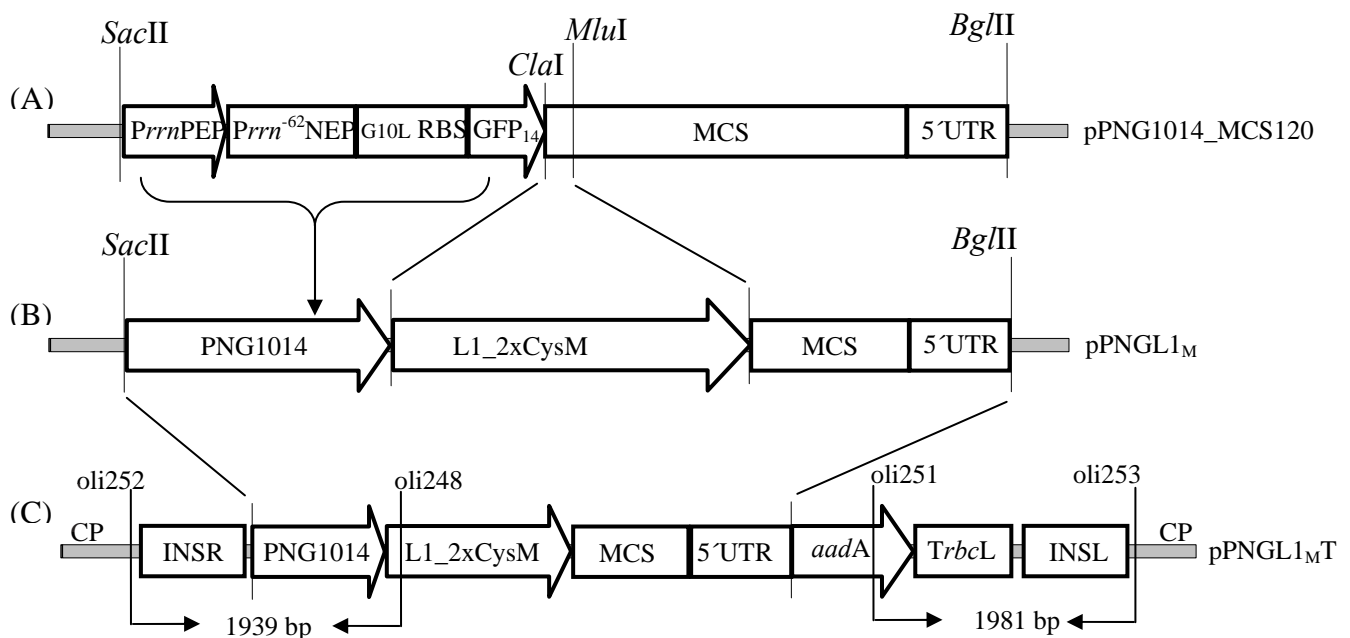 SacII
MluI
BglII
ClaI
(A)
PrrnPEP
Prrn⁻⁶²NEP
G10L RBS
GFP₁₄
MCS
5´UTR
pPNG1014_MCS120
SacII
BglII
(B)
PNG1014
L1_2xCysM
MCS
5´UTR
pPNGL1ₘ
oli252
oli248
oli251
oli253
(C)
CP
INSR
PNG1014
L1_2xCysM
MCS
5´UTR
aadA
TrbcL
INSL
CP
pPNGL1ₘT
1939 bp
1981 bp